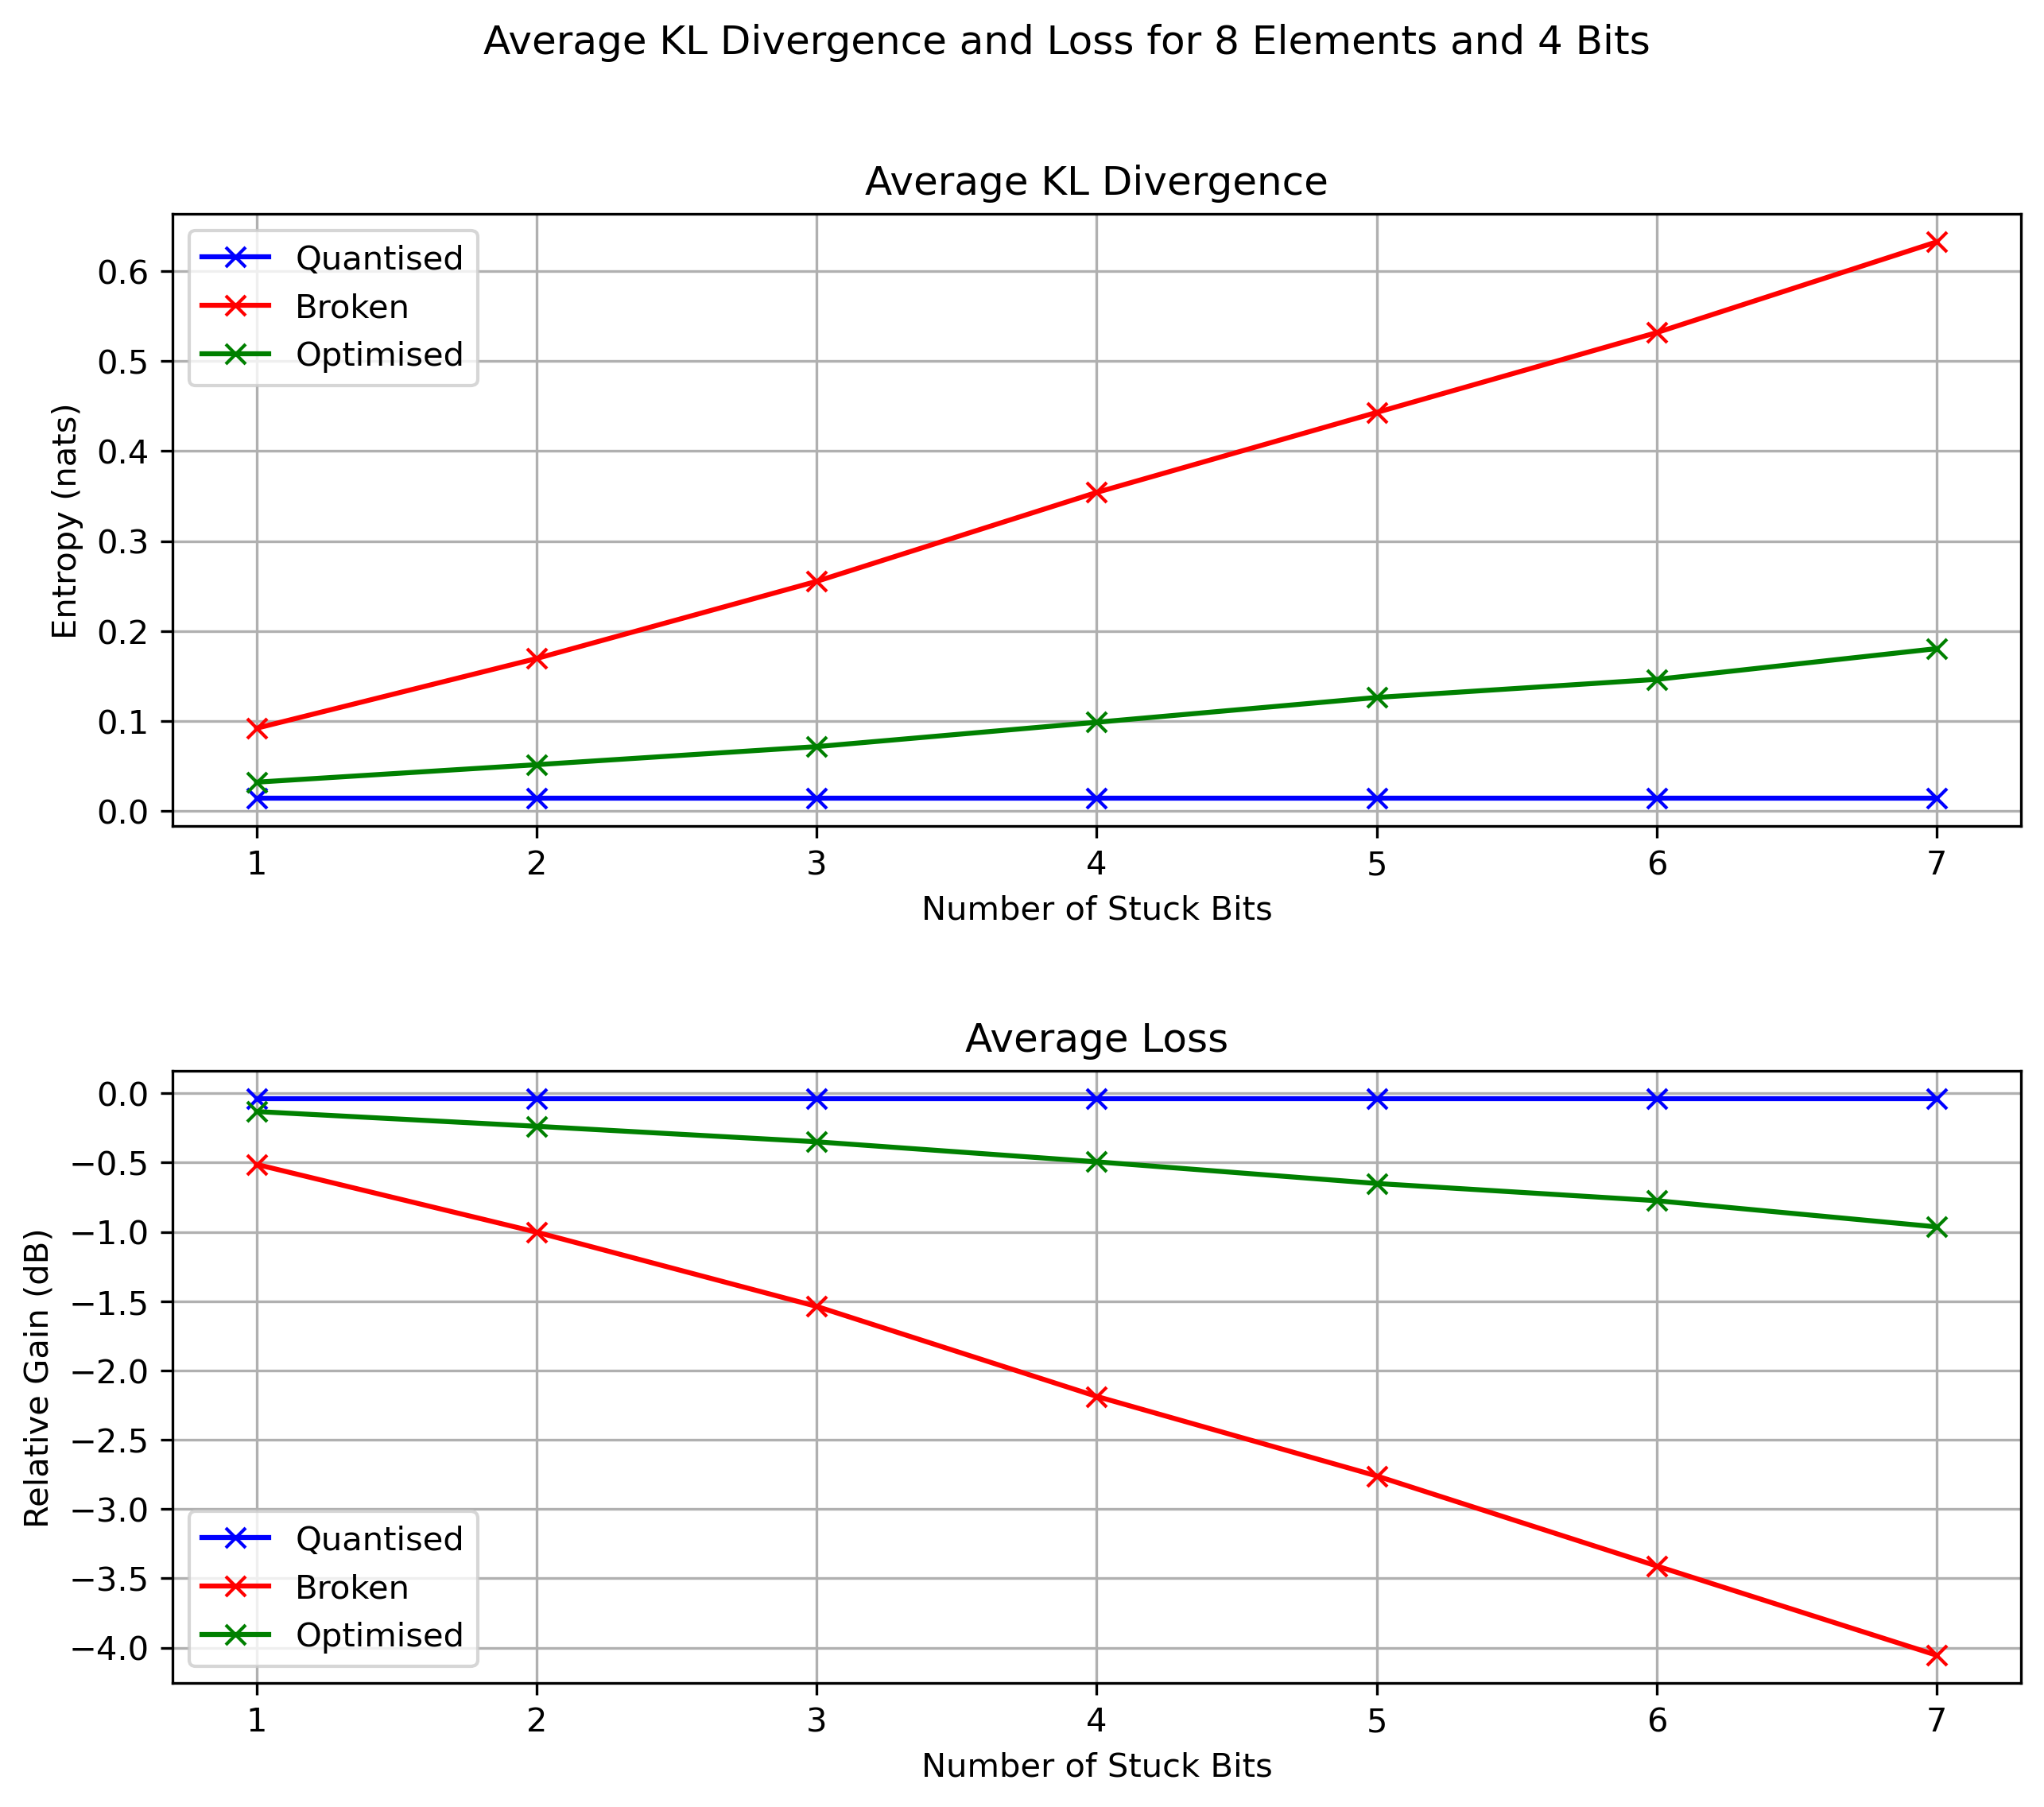 Average KL Divergence and Loss for 8 Elements and 4 Bits
Average KL Divergence
Quantised
Broken
Optimised
Entropy (nats)
0.6
0.5
0.4
0.3
0.2
0.1
0.0
1 2 3 4 5 6 7
Number of Stuck Bits
Average Loss
Relative Gain (dB)
0.0
−0.5
−1.0
−1.5
−2.0
−2.5
−3.0
−3.5
−4.0
Quantised
Broken
Optimised
1 2 3 4 5 6 7
Number of Stuck Bits